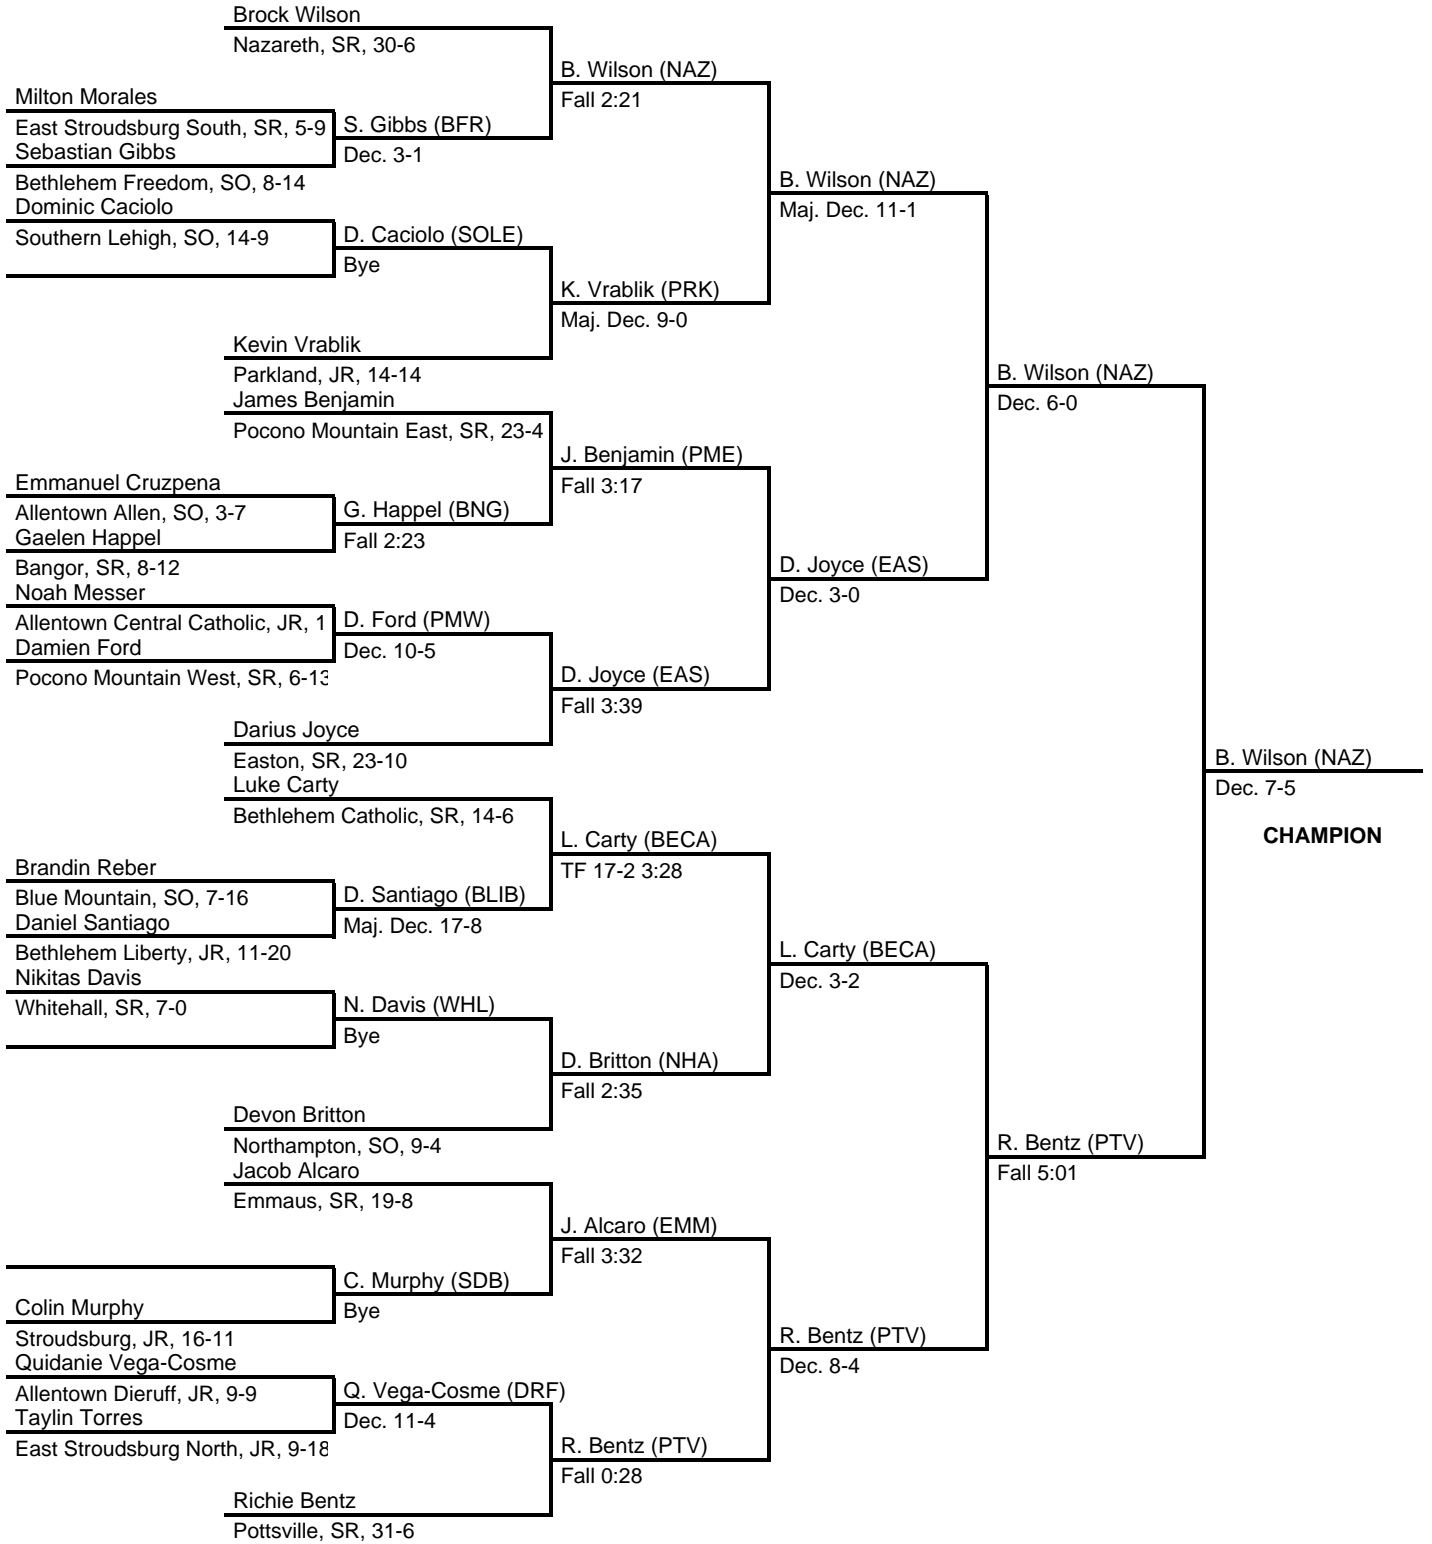 Brock Wilson
Nazareth, SR, 30-6
B. Wilson (NAZ)
Fall 2:21
Milton Morales
East Stroudsburg South, SR, 5-9
S. Gibbs (BFR)
Sebastian Gibbs
Dec. 3-1
Bethlehem Freedom, SO, 8-14
B. Wilson (NAZ)
Dominic Caciolo
Maj. Dec. 11-1
Southern Lehigh, SO, 14-9
D. Caciolo (SOLE)
Bye
K. Vrablik (PRK)
Maj. Dec. 9-0
Kevin Vrablik
Parkland, JR, 14-14
B. Wilson (NAZ)
James Benjamin
Dec. 6-0
Pocono Mountain East, SR, 23-4
J. Benjamin (PME)
Fall 3:17
Emmanuel Cruzpena
Allentown Allen, SO, 3-7
G. Happel (BNG)
Gaelen Happel
Fall 2:23
Bangor, SR, 8-12
D. Joyce (EAS)
Noah Messer
Dec. 3-0
Allentown Central Catholic, JR, 1
D. Ford (PMW)
Damien Ford
Dec. 10-5
Pocono Mountain West, SR, 6-13
D. Joyce (EAS)
Fall 3:39
Darius Joyce
Easton, SR, 23-10
B. Wilson (NAZ)
Luke Carty
Dec. 7-5
Bethlehem Catholic, SR, 14-6
CHAMPION
L. Carty (BECA)
TF 17-2 3:28
Brandin Reber
Blue Mountain, SO, 7-16
D. Santiago (BLIB)
Daniel Santiago
Maj. Dec. 17-8
Bethlehem Liberty, JR, 11-20
L. Carty (BECA)
Nikitas Davis
Dec. 3-2
Whitehall, SR, 7-0
N. Davis (WHL)
Bye
D. Britton (NHA)
Fall 2:35
Devon Britton
Northampton, SO, 9-4
R. Bentz (PTV)
Jacob Alcaro
Fall 5:01
Emmaus, SR, 19-8
J. Alcaro (EMM)
Fall 3:32
C. Murphy (SDB)
Colin Murphy
Bye
Stroudsburg, JR, 16-11
R. Bentz (PTV)
Quidanie Vega-Cosme
Dec. 8-4
Allentown Dieruff, JR, 9-9
Q. Vega-Cosme (DRF)
Taylin Torres
Dec. 11-4
East Stroudsburg North, JR, 9-18
R. Bentz (PTV)
Fall 0:28
Richie Bentz
Pottsville, SR, 31-6